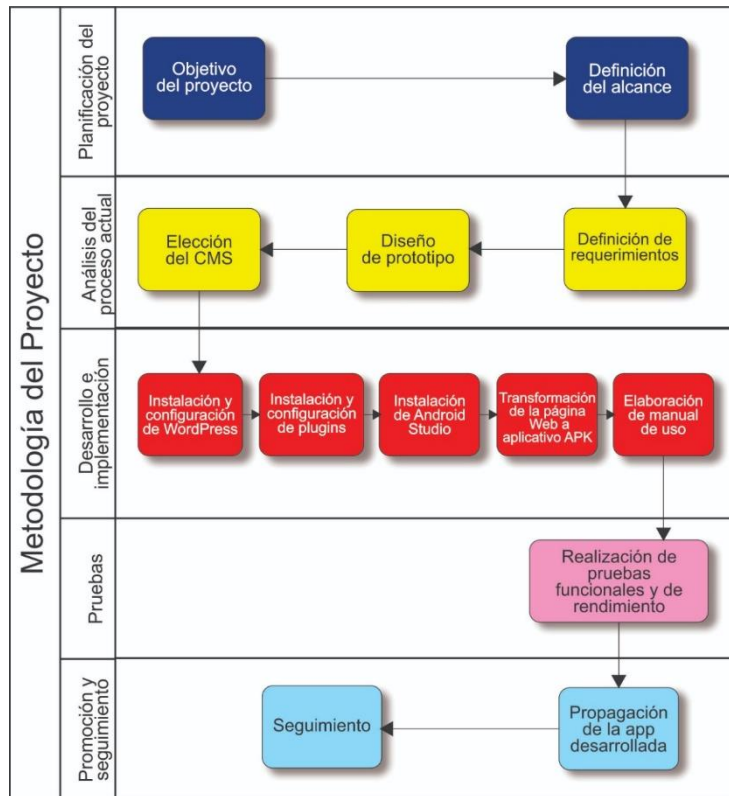 Metodología del Proyecto
Planificación del
proyecto
Objetivo
del proyecto
Definición
del alcance
Análisis del
proceso actual
Elección
del CMS
Diseño
de prototipo
Definición de
requerimientos
Desarrollo e
implementación
Instalación y
configuración
de WordPress
Instalación y
configuración
de plugins
Instalación
de Android
Studio
Transformación
de la página
Web a
aplicativo APK
Elaboración
de manual
de uso
Pruebas
Realización de
pruebas
funcionales y de
rendimiento
Promoción y
seguimiento
Seguimiento
Propagación
de la app
desarrollada